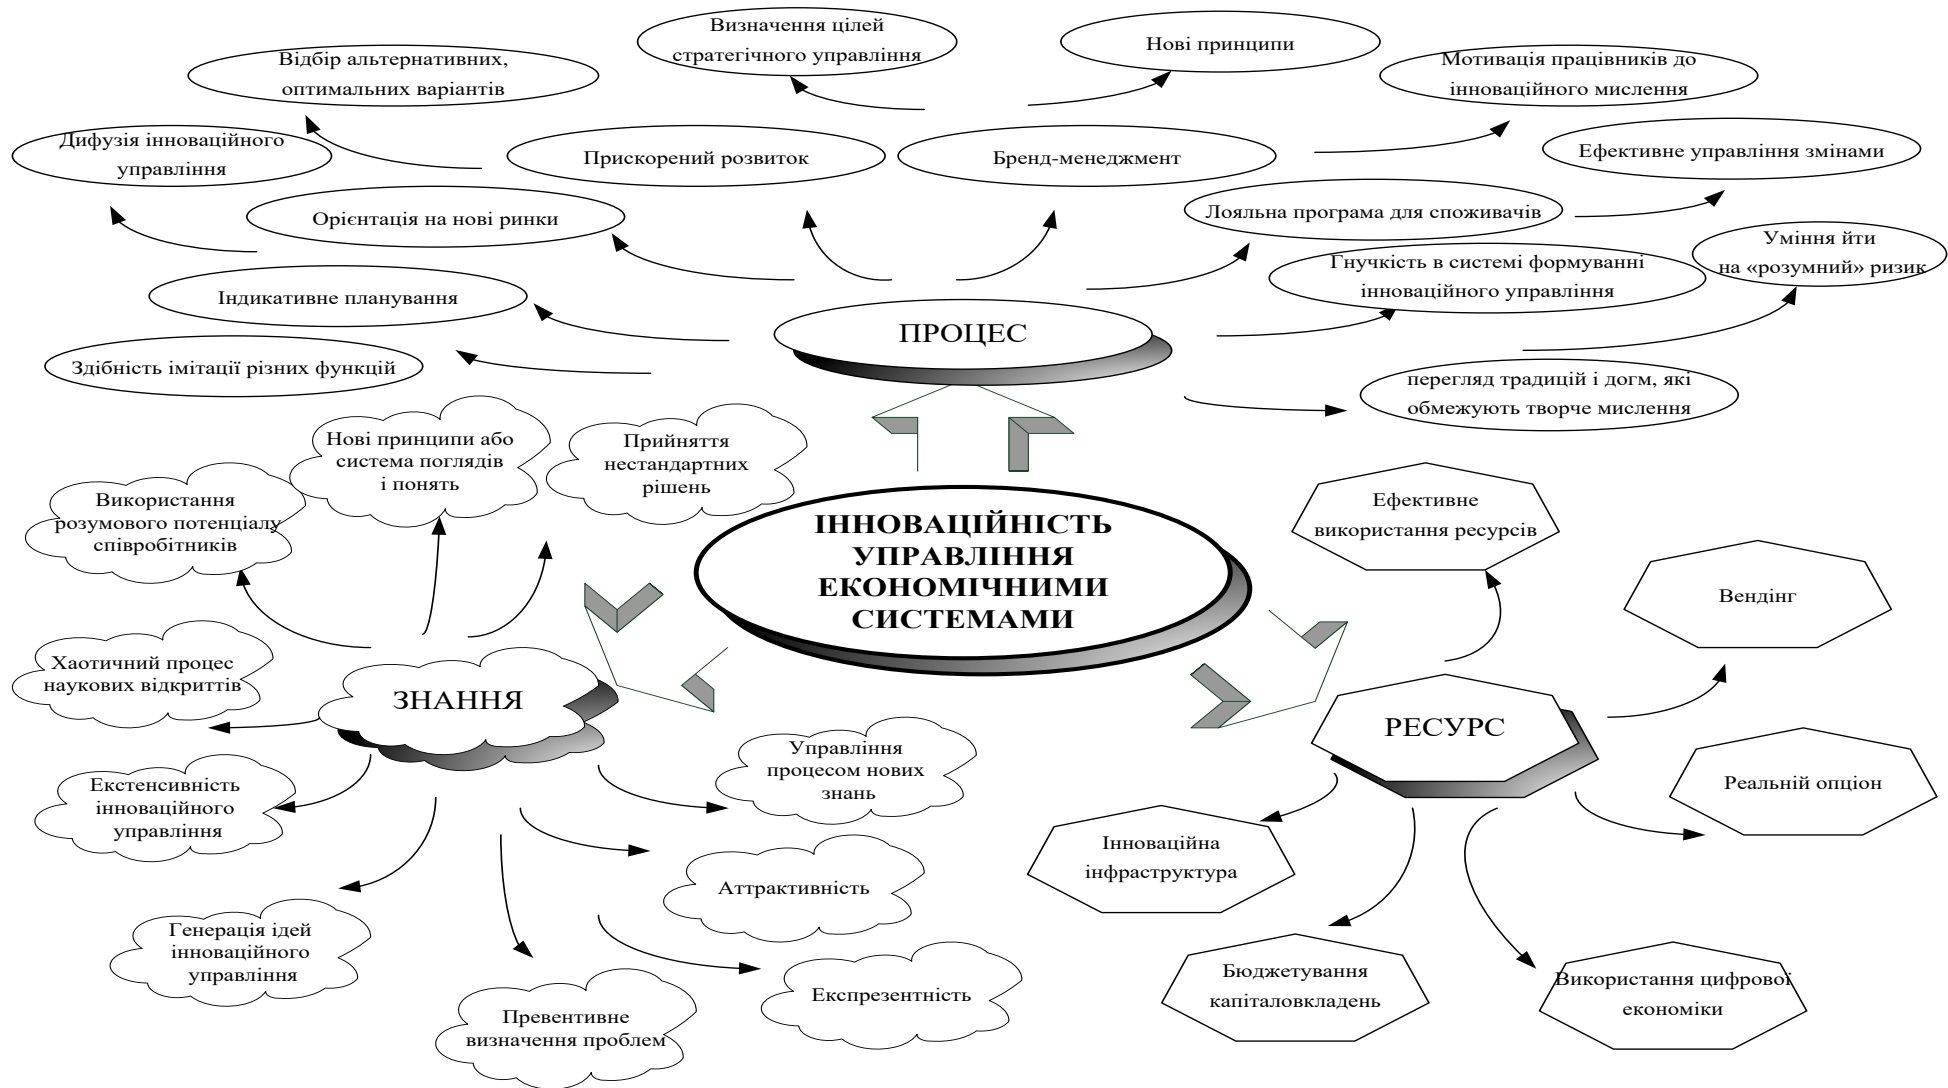 Визначення цілей
стратегічного управління
Нові принципи
Відбір альтернативних,
оптимальних варіантів
Мотивація працівників до
інноваційного мислення
Дифузія інноваційного
управління
Прискорений розвиток
Бренд-менеджмент
Ефективне управління змінами
Орієнтація на нові ринки
Лояльна програма для споживачів
Уміння йти
на «розумний» ризик
Гнучкість в системі формуванні
інноваційного управління
Індикативне планування
ПРОЦЕС
Здібність імітації різних функцій
перегляд традицій і догм, які
обмежують творче мислення
Нові принципи або
система поглядів
і понять
Прийняття
нестандартних
рішень
Використання
розумового потенціалу
співробітників
ІННОВАЦІЙНІСТЬ
УПРАВЛІННЯ
ЕКОНОМІЧНИМИ
СИСТЕМАМИ
Ефективне
використання ресурсів
Вендінг
Хаотичний процес
наукових відкриттів
ЗНАННЯ
РЕСУРС
Управління
процесом нових
знань
Реальній опціон
Екстенсивність
інноваційного
управління
Інноваційна
інфраструктура
Аттрактивність
Генерація ідей
інноваційного
управління
Бюджетування
капіталовкладень
Використання цифрової
економіки
Експрезентність
Превентивне
визначення проблем